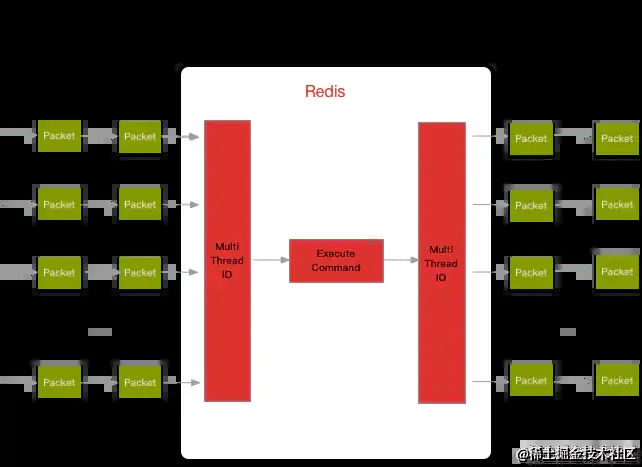 Redis
Packet Packet Packet Packet
Packet Packet Packet Packet
Multi
Thread
IO
Execute
Command
Multi
Thread
IO
Packet Packet Packet Packet
Packet Packet Packet Packet
@稀土掘金技术社区